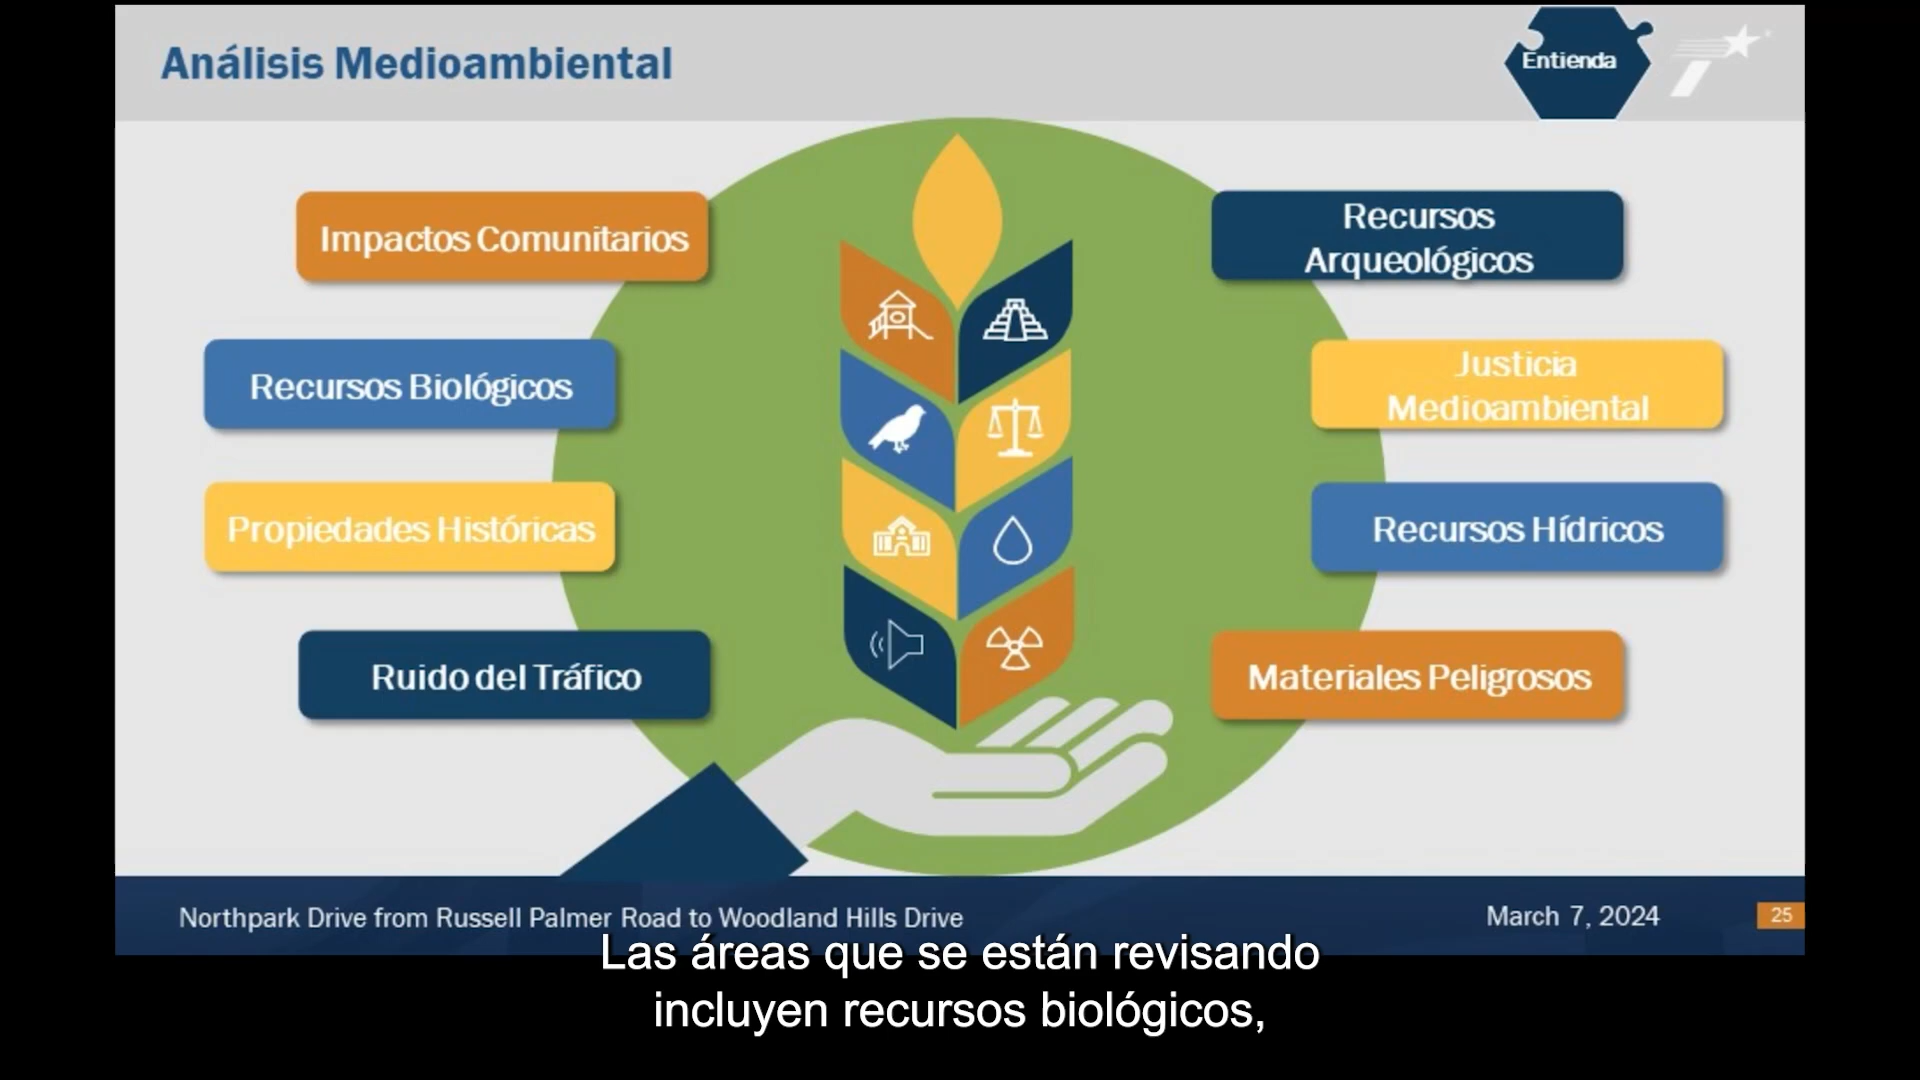 Análisis Medioambiental
Entienda
Impactos Comunitarios
Recursos
Arqueológicos
Recursos Biológicos
Justicia
Medioambiental
Propiedades Históricas
Recursos Hídricos
Ruido del Tráfico
Materiales Peligrosos
Northpark Drive from Russell Palmer Road to Woodland Hills Drive
March 7, 2024
25
Las áreas que se están revisando
incluyen recursos biológicos,